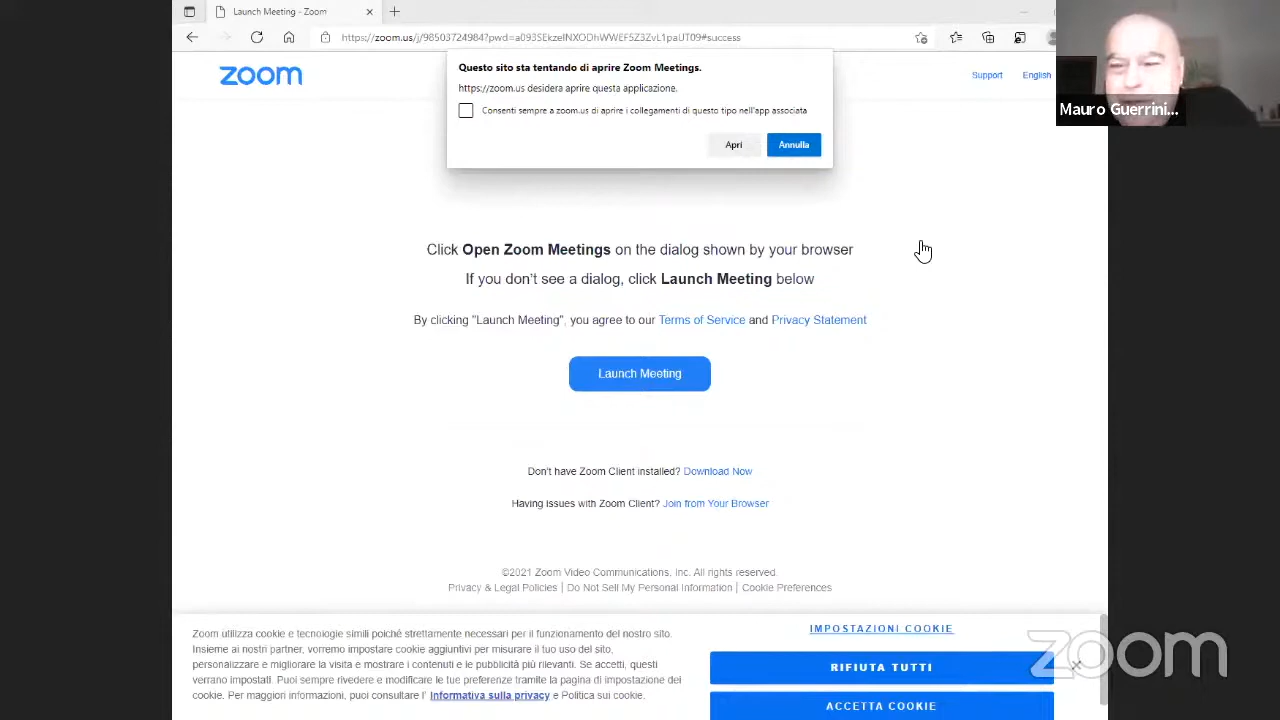 Launch Meeting - Zoom
https://zoom.us/j/98503724984?pwd=a093SEkzelNXODhWWEF5Z3ZvL1paUT09#success
zoom
Support
English
Mauro Guerrini...
Questo sito sta tentando di aprire Zoom Meetings.
https://zoom.us desidera aprire questa applicazione.
Consenti sempre a zoom.us di aprire i collegamenti di questo tipo nell'app associata
Apri
Annulla
Click Open Zoom Meetings on the dialog shown by your browser
If you don't see a dialog, click Launch Meeting below
By clicking "Launch Meeting", you agree to our Terms of Service and Privacy Statement
Launch Meeting
Don't have Zoom Client installed? Download Now
Having issues with Zoom Client? Join from Your Browser
©2021 Zoom Video Communications, Inc. All rights reserved.
Privacy & Legal Policies | Do Not Sell My Personal Information | Cookie Preferences
Zoom utilizza cookie e tecnologie simili poiché strettamente necessari per il funzionamento del nostro sito.
Insieme ai nostri partner, vorremo impostare cookie aggiuntivi per misurare il tuo uso del sito,
personalizzare e migliorare la visita e mostrare i contenuti e le pubblicità più rilevanti. Se accetti, questi
verrano impostati. Puoi sempre rivedere e modificare le tue preferenze tramite la pagina di impostazione dei
cookie. Per maggiori informazioni, puoi consultare l' Informativa sulla privacy e Politica sui cookie.
IMPOSTAZIONI COOKIE
RIFIUTA TUTTI
ACCETTA COOKIE
zoom